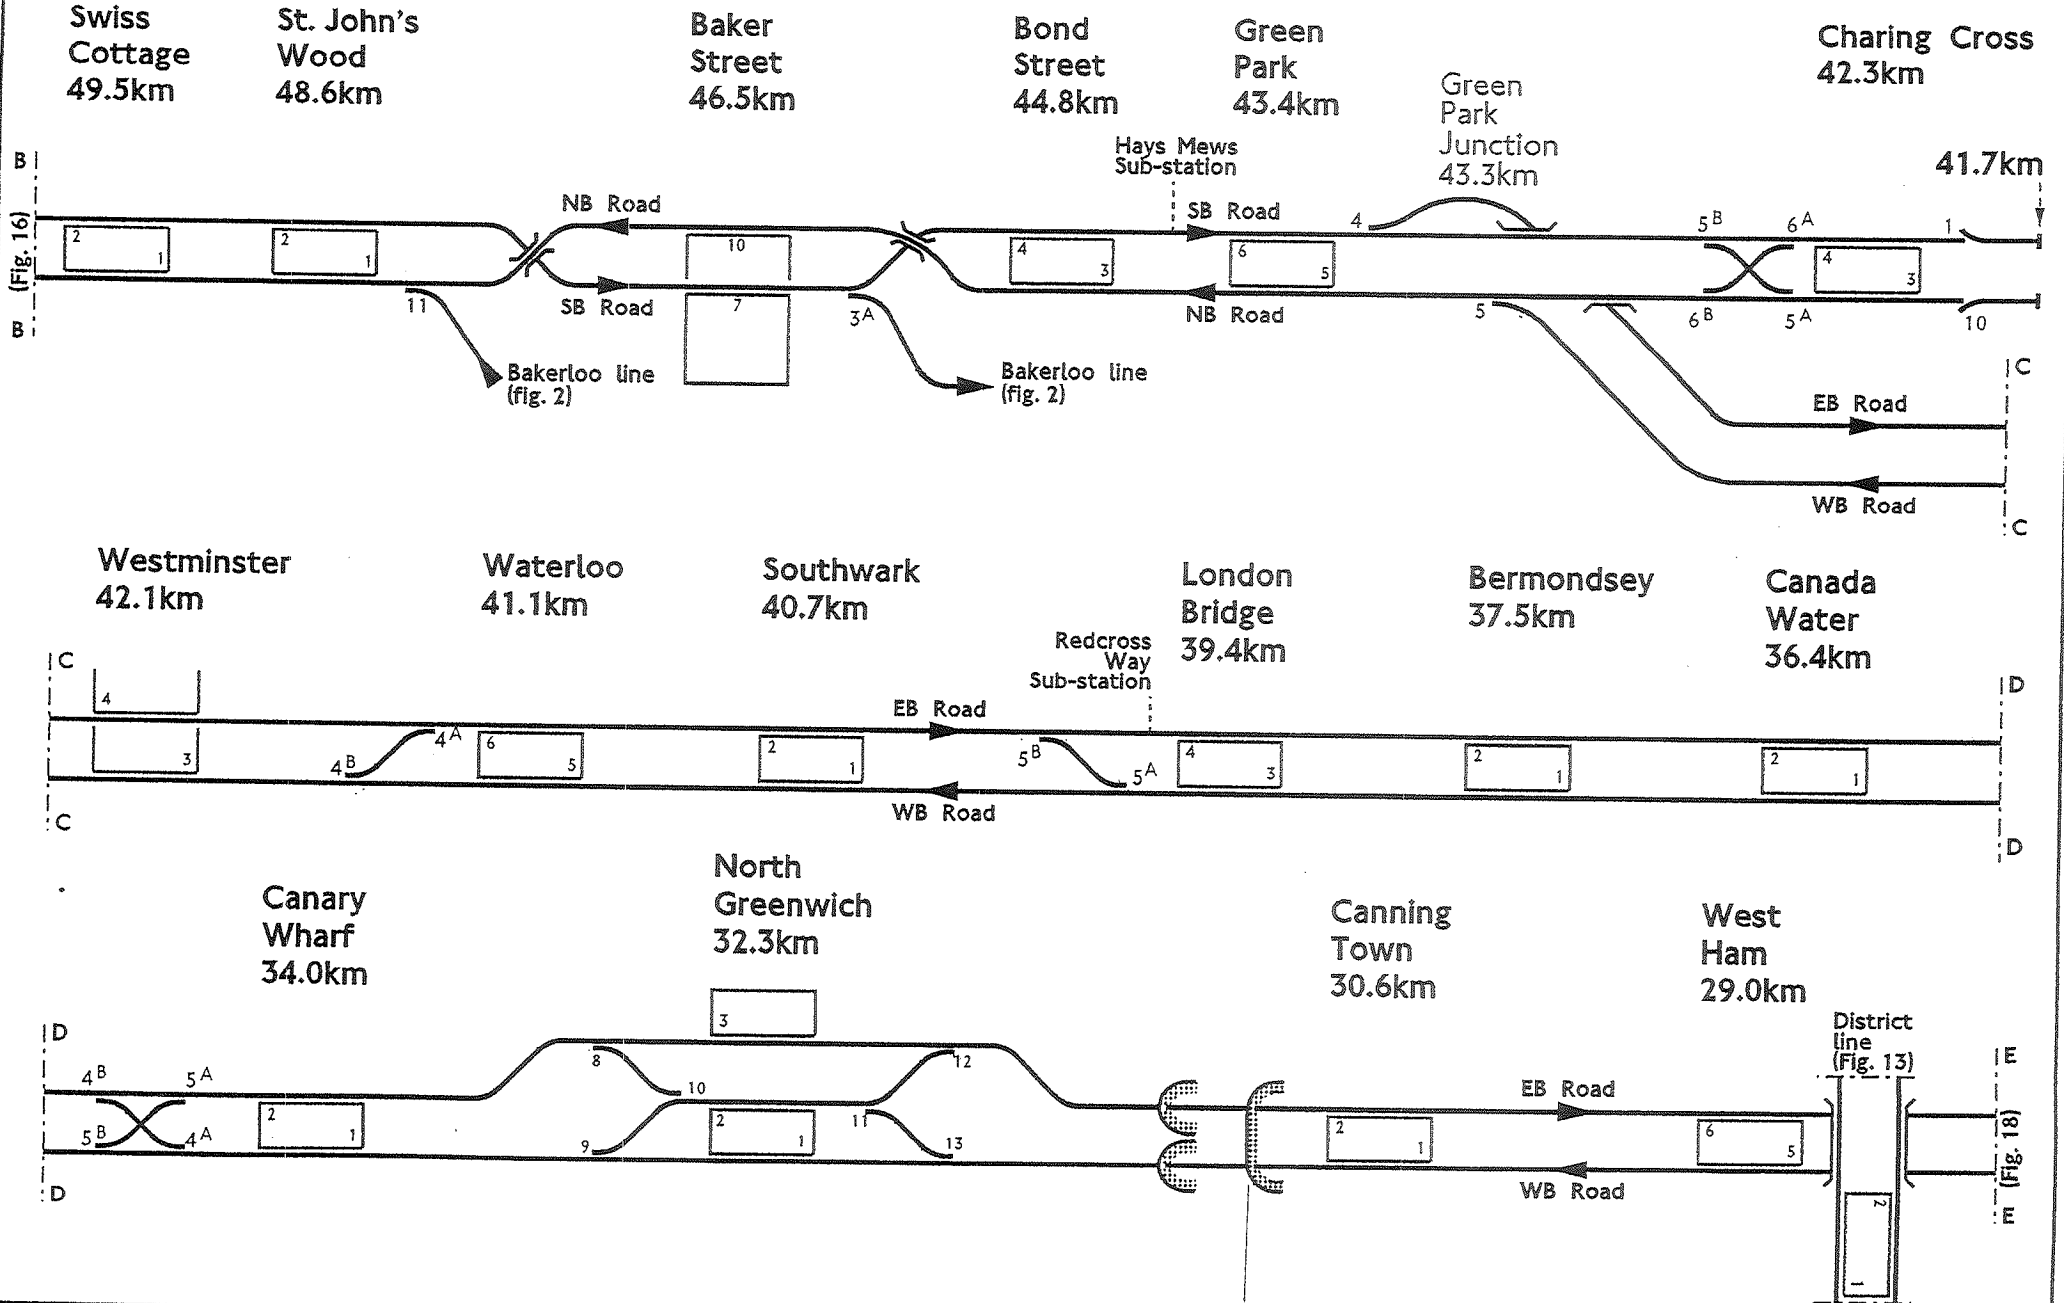 Swiss
Cottage
49.5km
St. John's
Wood
48.6km
Baker
Street
46.5km
Bond
Street
44.8km
Green
Park
43.4km
Green
Park
Junction
43.3km
Charing Cross
42.3km
41.7km
Hays Mews
Sub-station
B
(Fig. 16)
B
2
1
2
1
NB Road
SB Road
10
7
11
Bakerloo line
(fig. 2)
3A
Bakerloo line
(fig. 2)
4
3
SB Road
NB Road
6
5
4
5
5B
6A
6B
5A
4
3
1
10
C
EB Road
WB Road
C
Westminster
42.1km
Waterloo
41.1km
Southwark
40.7km
London
Bridge
39.4km
Bermondsey
37.5km
Canada
Water
36.4km
Redcross
Way
Sub-station
C
C
4
3
4B
4A
6
5
2
1
EB Road
WB Road
5B
5A
4
3
2
1
2
1
D
D
Canary
Wharf
34.0km
North
Greenwich
32.3km
Canning
Town
30.6km
West
Ham
29.0km
District
line
(Fig. 13)
D
D
4B
5A
5B
4A
2
1
3
8
10
9
2
1
12
11
13
2
1
EB Road
WB Road
6
5
2
1
E
(Fig. 18)
E